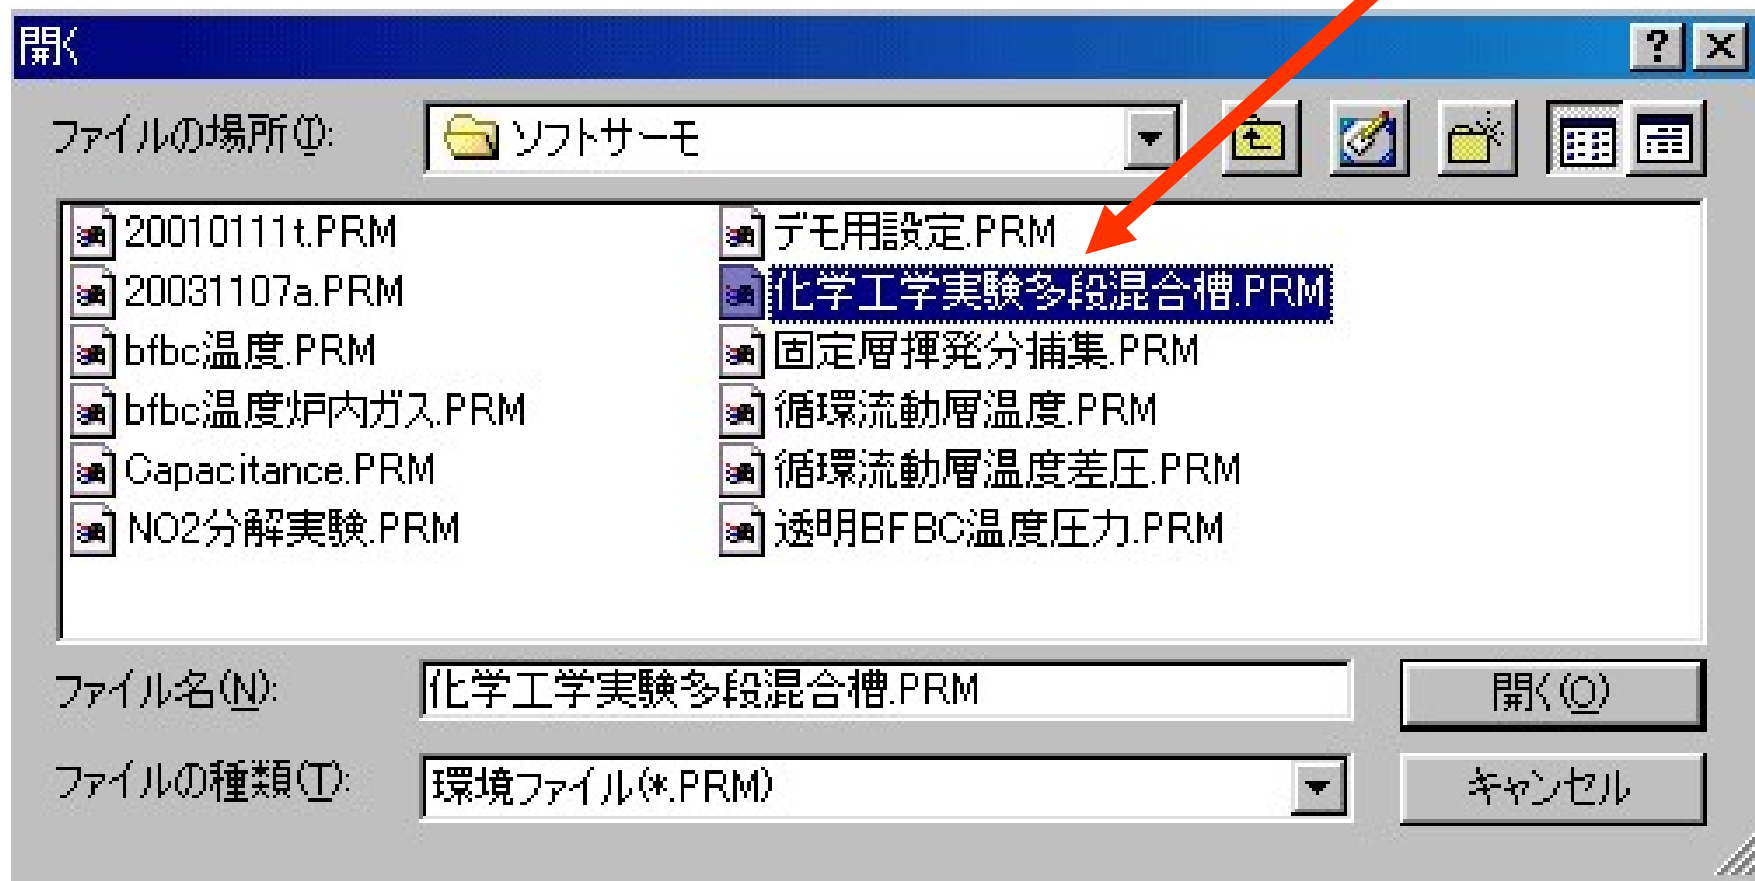 開く
ファイルの場所(I):
ソフトサーモ
20010111t.PRM
20031107a.PRM
bfbc温度.PRM
bfbc温度炉内ガス.PRM
Capacitance.PRM
NO2分解実験.PRM
デモ用設定.PRM
化学工学実験多段混合槽.PRM
固定層揮発分捕集.PRM
循環流動層温度.PRM
循環流動層温度差圧.PRM
透明BFBC温度圧力.PRM
ファイル名(N):
化学工学実験多段混合槽.PRM
開く(O)
ファイルの種類(T):
環境ファイル(*.PRM)
キャンセル